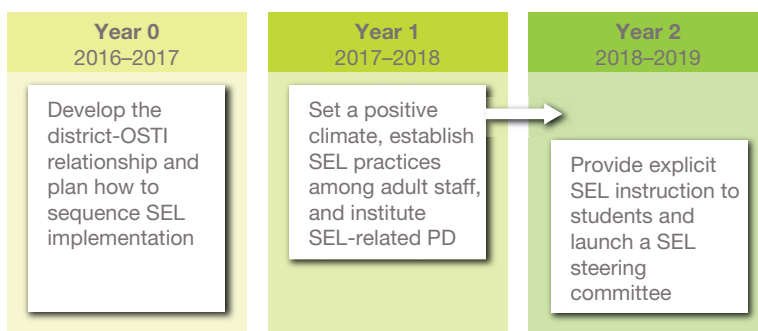 Year 0
2016–2017
Develop the
district-OSTI
relationship and
plan how to
sequence SEL
implementation
Year 1
2017–2018
Set a positive
climate, establish
SEL practices
among adult staff,
and institute
SEL-related PD
Year 2
2018–2019
Provide explicit
SEL instruction to
students and
launch a SEL
steering
committee